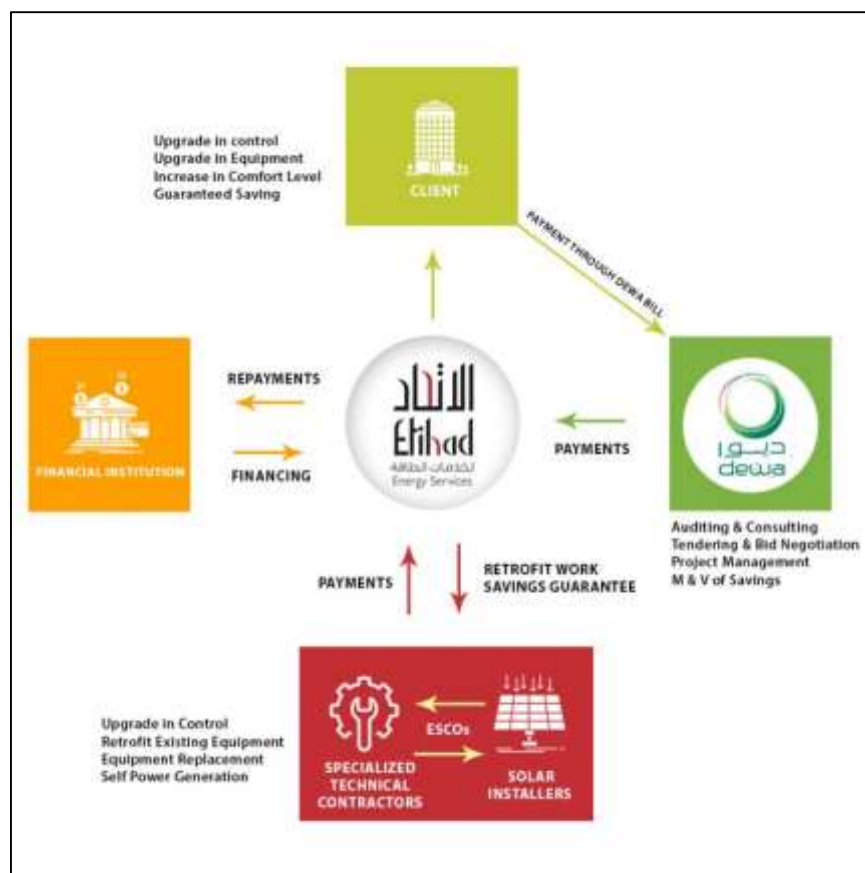 Upgrade in control
Upgrade in Equipment
Increase in Comfort Level
Guaranteed Saving
CLIENT
PAYMENT THROUGH DEWA BILL
FINANCIAL INSTITUTION
REPAYMENTS
FINANCING
الاتحاد
Etihad
لخدمات الطاقة
Energy Services
PAYMENTS
ديوا
dewa
Auditing & Consulting
Tendering & Bid Negotiation
Project Management
M & V of Savings
PAYMENTS
RETROFIT WORK
SAVINGS GUARANTEE
Upgrade in Control
Retrofit Existing Equipment
Equipment Replacement
Self Power Generation
ESCOs
SPECIALIZED
TECHNICAL
CONTRACTORS
SOLAR
INSTALLERS